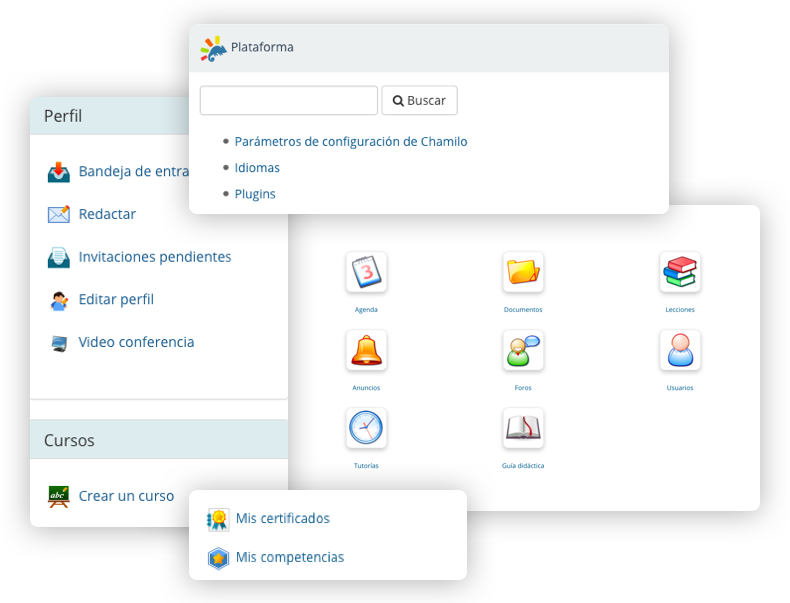 Plataforma
Buscar
Parámetros de configuración de Chamilo
Idiomas
Plugins
Perfil
Bandeja de entra
Redactar
Invitaciones pendientes
Editar perfil
Video conferencia
Cursos
Crear un curso
3
Agenda
Documentos
Lecciones
Anuncios
Foros
Usuarios
Tutorías
Guía didáctica
abc
Mis certificados
Mis competencias